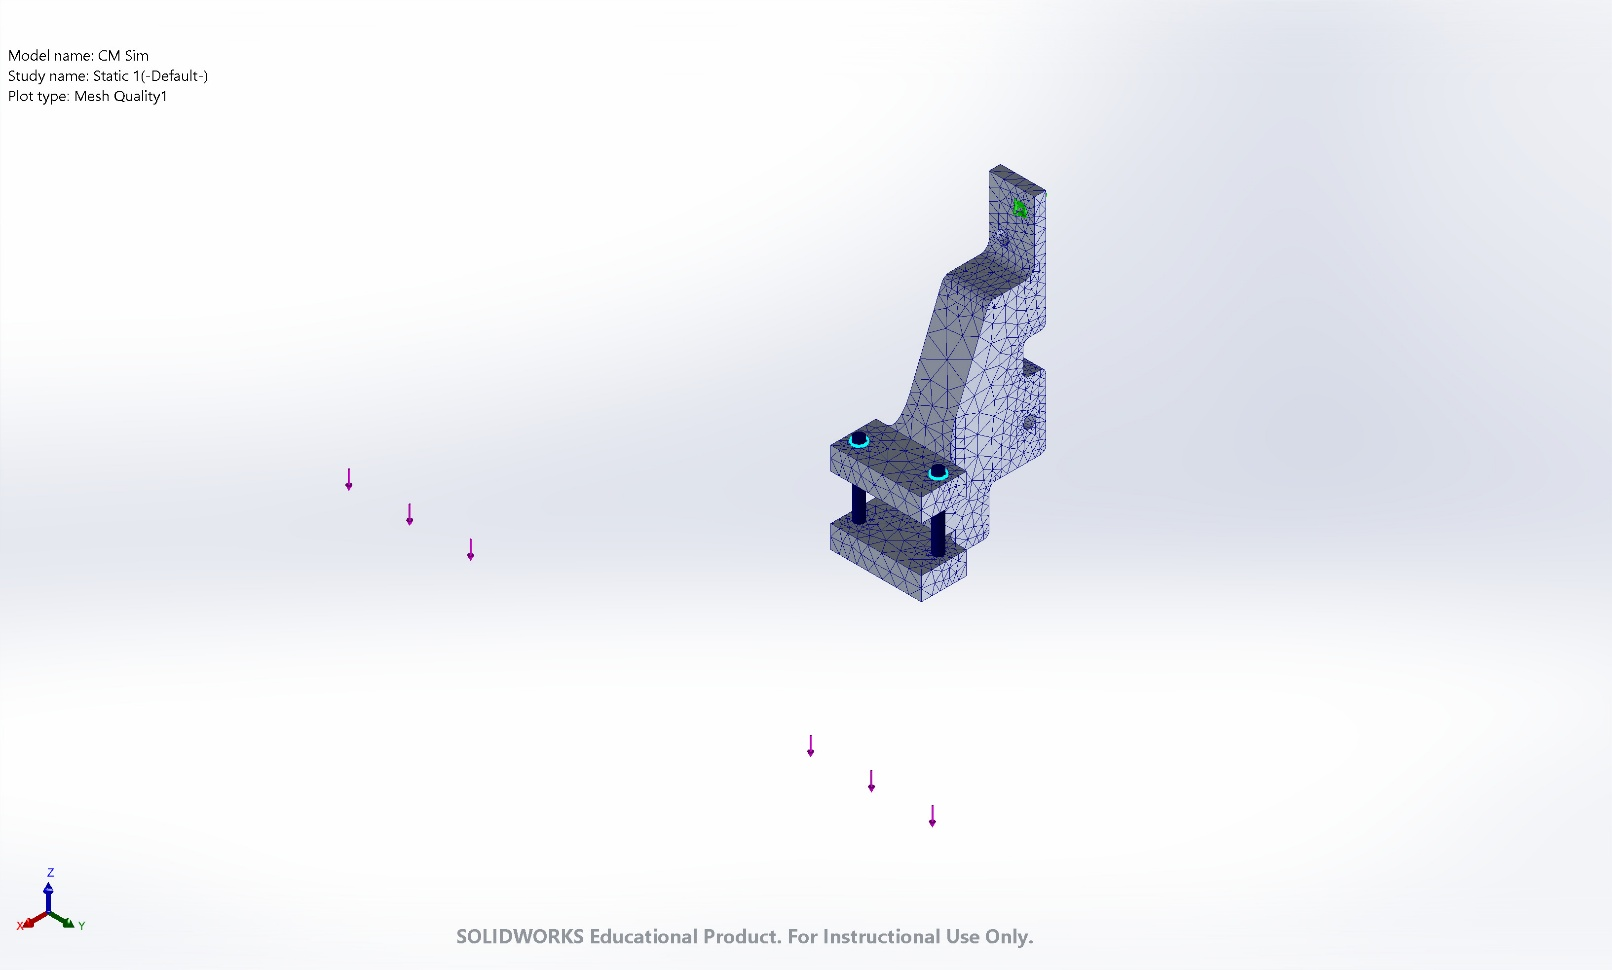 Model name: CM Sim
Study name: Static 1(-Default-)
Plot type: Mesh Quality1
Z
X
Y
SOLIDWORKS Educational Product. For Instructional Use Only.